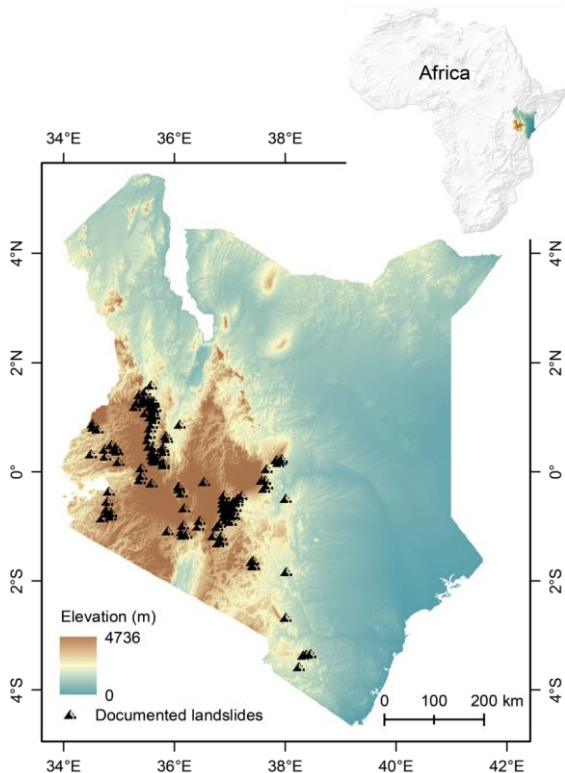 Africa
34°E 36°E 38°E
4°N 4°N
2°N 2°N
0° 0°
2°S 2°S
4°S 4°S
Elevation (m)
4736
0
Documented landslides
0 100 200 km
34°E 36°E 38°E 40°E 42°E